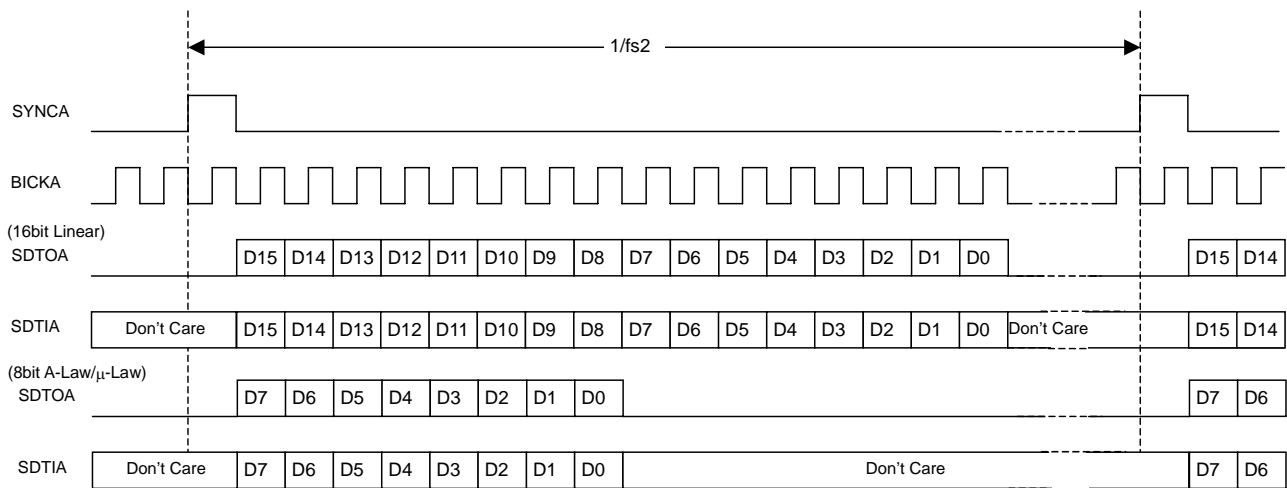 1/fs2
SYNCA
BICKA
(16bit Linear)
SDTOA D15 D14 D13 D12 D11 D10 D9 D8 D7 D6 D5 D4 D3 D2 D1 D0 D15 D14
SDTIA Don't Care D15 D14 D13 D12 D11 D10 D9 D8 D7 D6 D5 D4 D3 D2 D1 D0 Don't Care D15 D14
(8bit A-Law/μ-Law)
SDTOA D7 D6 D5 D4 D3 D2 D1 D0 D7 D6
SDTIA Don't Care D7 D6 D5 D4 D3 D2 D1 D0 Don't Care D7 D6